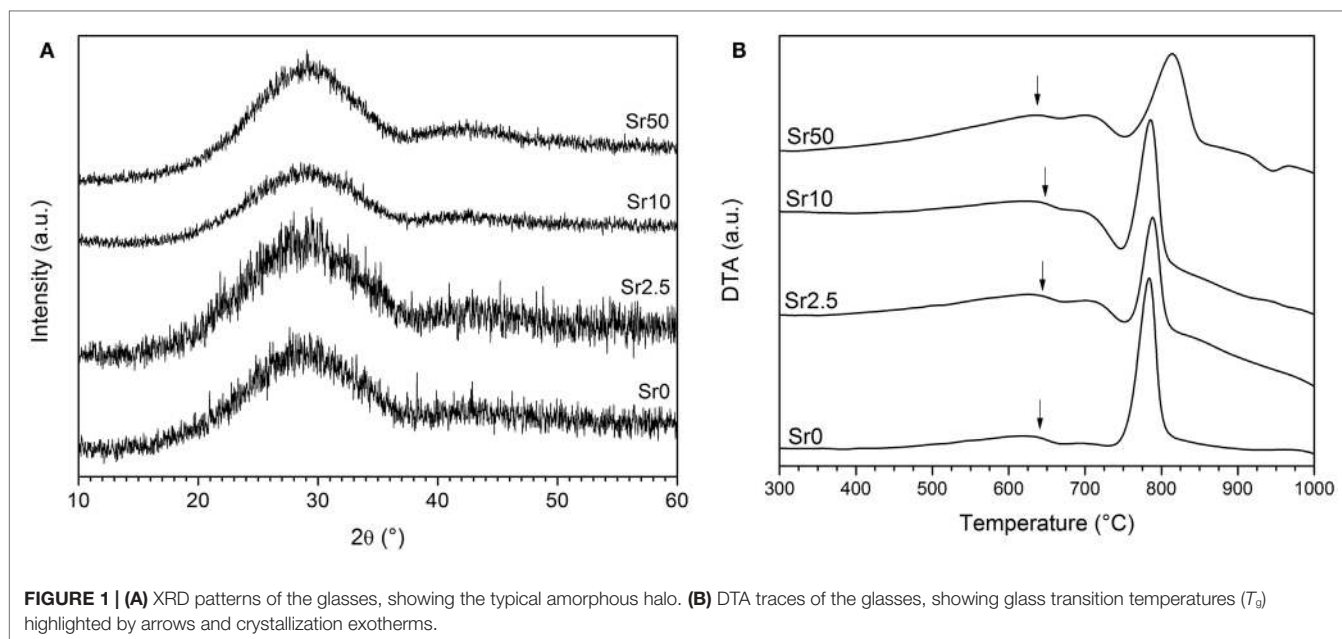 A
Sr50
Sr10
Sr2.5
Sr0
Intensity (a.u.)
10 20 30 40 50 60
2θ (°)
B
Sr50
Sr10
Sr2.5
Sr0
DTA (a.u.)
300 400 500 600 700 800 900 1000
Temperature (°C)
FIGURE 1 | (A) XRD patterns of the glasses, showing the typical amorphous halo. (B) DTA traces of the glasses, showing glass transition temperatures (Tg)
highlighted by arrows and crystallization exotherms.